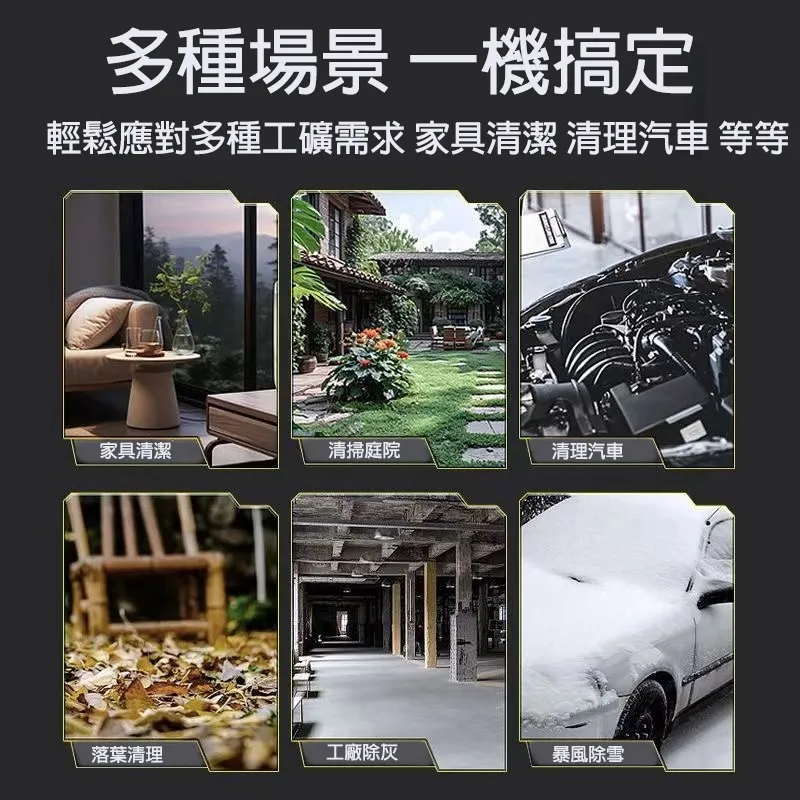 多種場景 一機搞定
輕鬆應對多種工礦需求 家具清潔 清理汽車 等等
家具清潔
清掃庭院
清理汽車
落葉清理
工廠除灰
暴風除雪